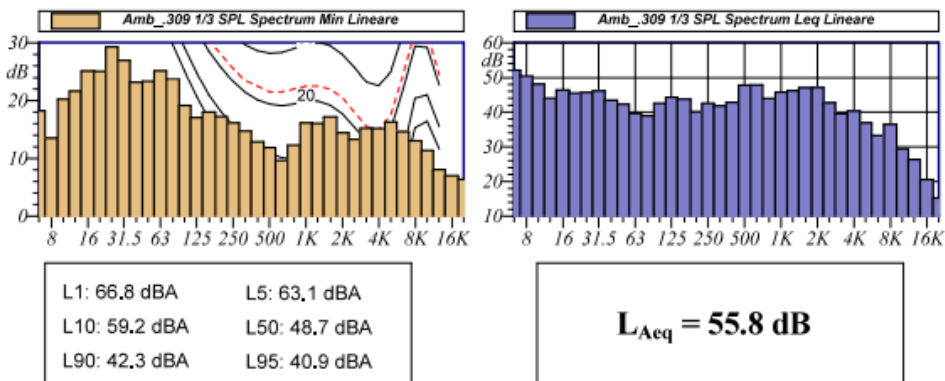 Amb_.309 1/3 SPL Spectrum Min Lineare
30
dB
20
10
0
20
8 16 31.5 63 125 250 500 1K 2K 4K 8K 16K
L1: 66.8 dBA L5: 63.1 dBA
L10: 59.2 dBA L50: 48.7 dBA
L90: 42.3 dBA L95: 40.9 dBA
Amb_.309 1/3 SPL Spectrum Leq Lineare
60
dB
50
40
30
20
10
8 16 31.5 63 125 250 500 1K 2K 4K 8K 16K
LAeq = 55.8 dB